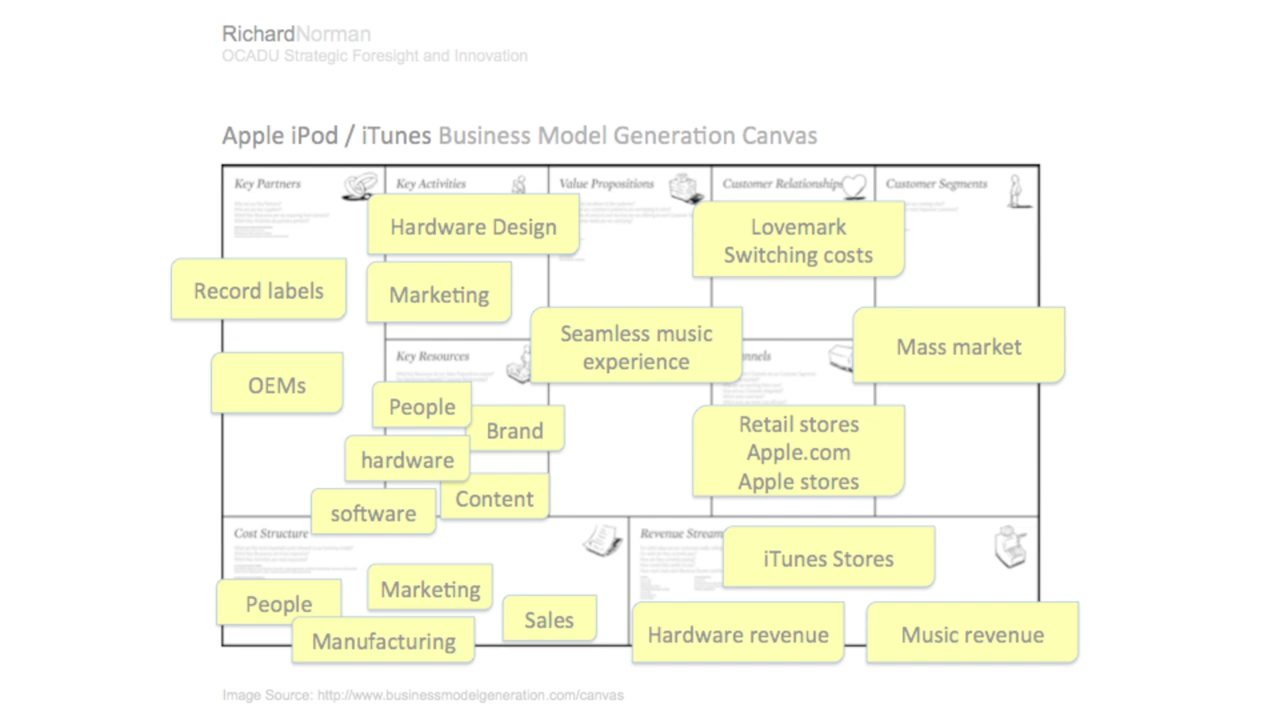 RichardNorman
OCADU Strategic Foresight and Innovation
Apple iPod / iTunes Business Model Generation Canvas
Key Partners
Record labels
OEMs
Key Activities
Hardware Design
Marketing
Key Resources
People
Brand
hardware
Content
software
Value Propositions
Seamless music
experience
Customer Relationships
Lovemark
Switching costs
nnels
Retail stores
Apple.com
Apple stores
Customer Segments
Mass market
Cost Structure
People
Marketing
Manufacturing
Sales
Revenue Stream
iTunes Stores
Hardware revenue
Music revenue
Image Source: http://www.businessmodelgeneration.com/canvas